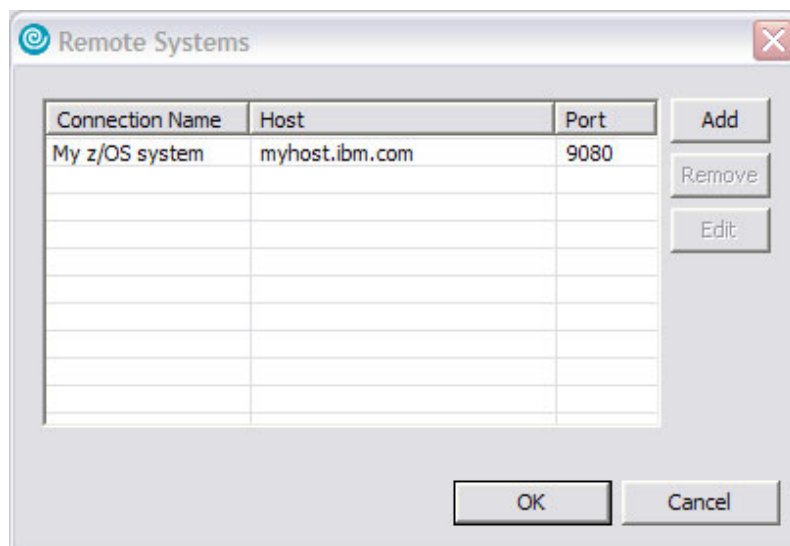 Remote Systems
Connection Name Host Port
My z/OS system myhost.ibm.com 9080
Add
Remove
Edit
OK Cancel